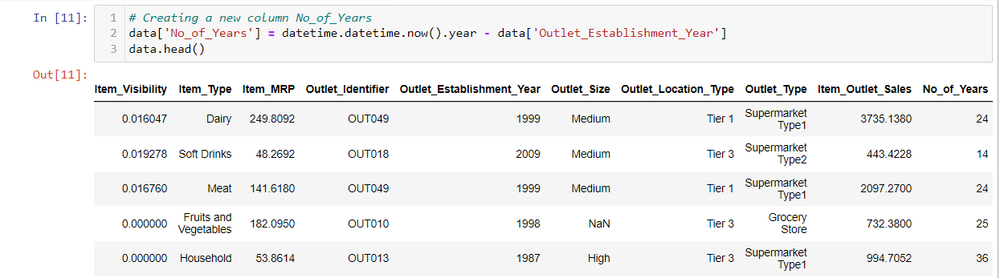 In [11]:
1 # Creating a new column No_of_Years
2 data['No_of_Years'] = datetime.datetime.now().year - data['Outlet_Establishment_Year']
3 data.head()
Out[11]:
Item_Visibility Item_Type Item_MRP Outlet_Identifier Outlet_Establishment_Year Outlet_Size Outlet_Location_Type Outlet_Type Item_Outlet_Sales No_of_Years
0.016047 Dairy 249.8092 OUT049 1999 Medium Tier 1 Supermarket Type1 3735.1380 24
0.019278 Soft Drinks 48.2692 OUT018 2009 Medium Tier 3 Supermarket Type2 443.4228 14
0.016760 Meat 141.6180 OUT049 1999 Medium Tier 1 Supermarket Type1 2097.2700 24
0.000000 Fruits and Vegetables 182.0950 OUT010 1998 NaN Tier 3 Grocery Store 732.3800 25
0.000000 Household 53.8614 OUT013 1987 High Tier 3 Supermarket Type1 994.7052 36